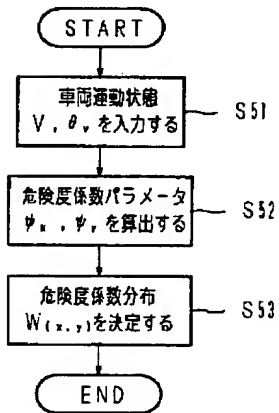 START
車両運動状態
V，θv を入力する
S51
危険度係数パラメータ
ψx，ψy を算出する
S52
危険度係数分布
W(x,y)を決定する
S53
END